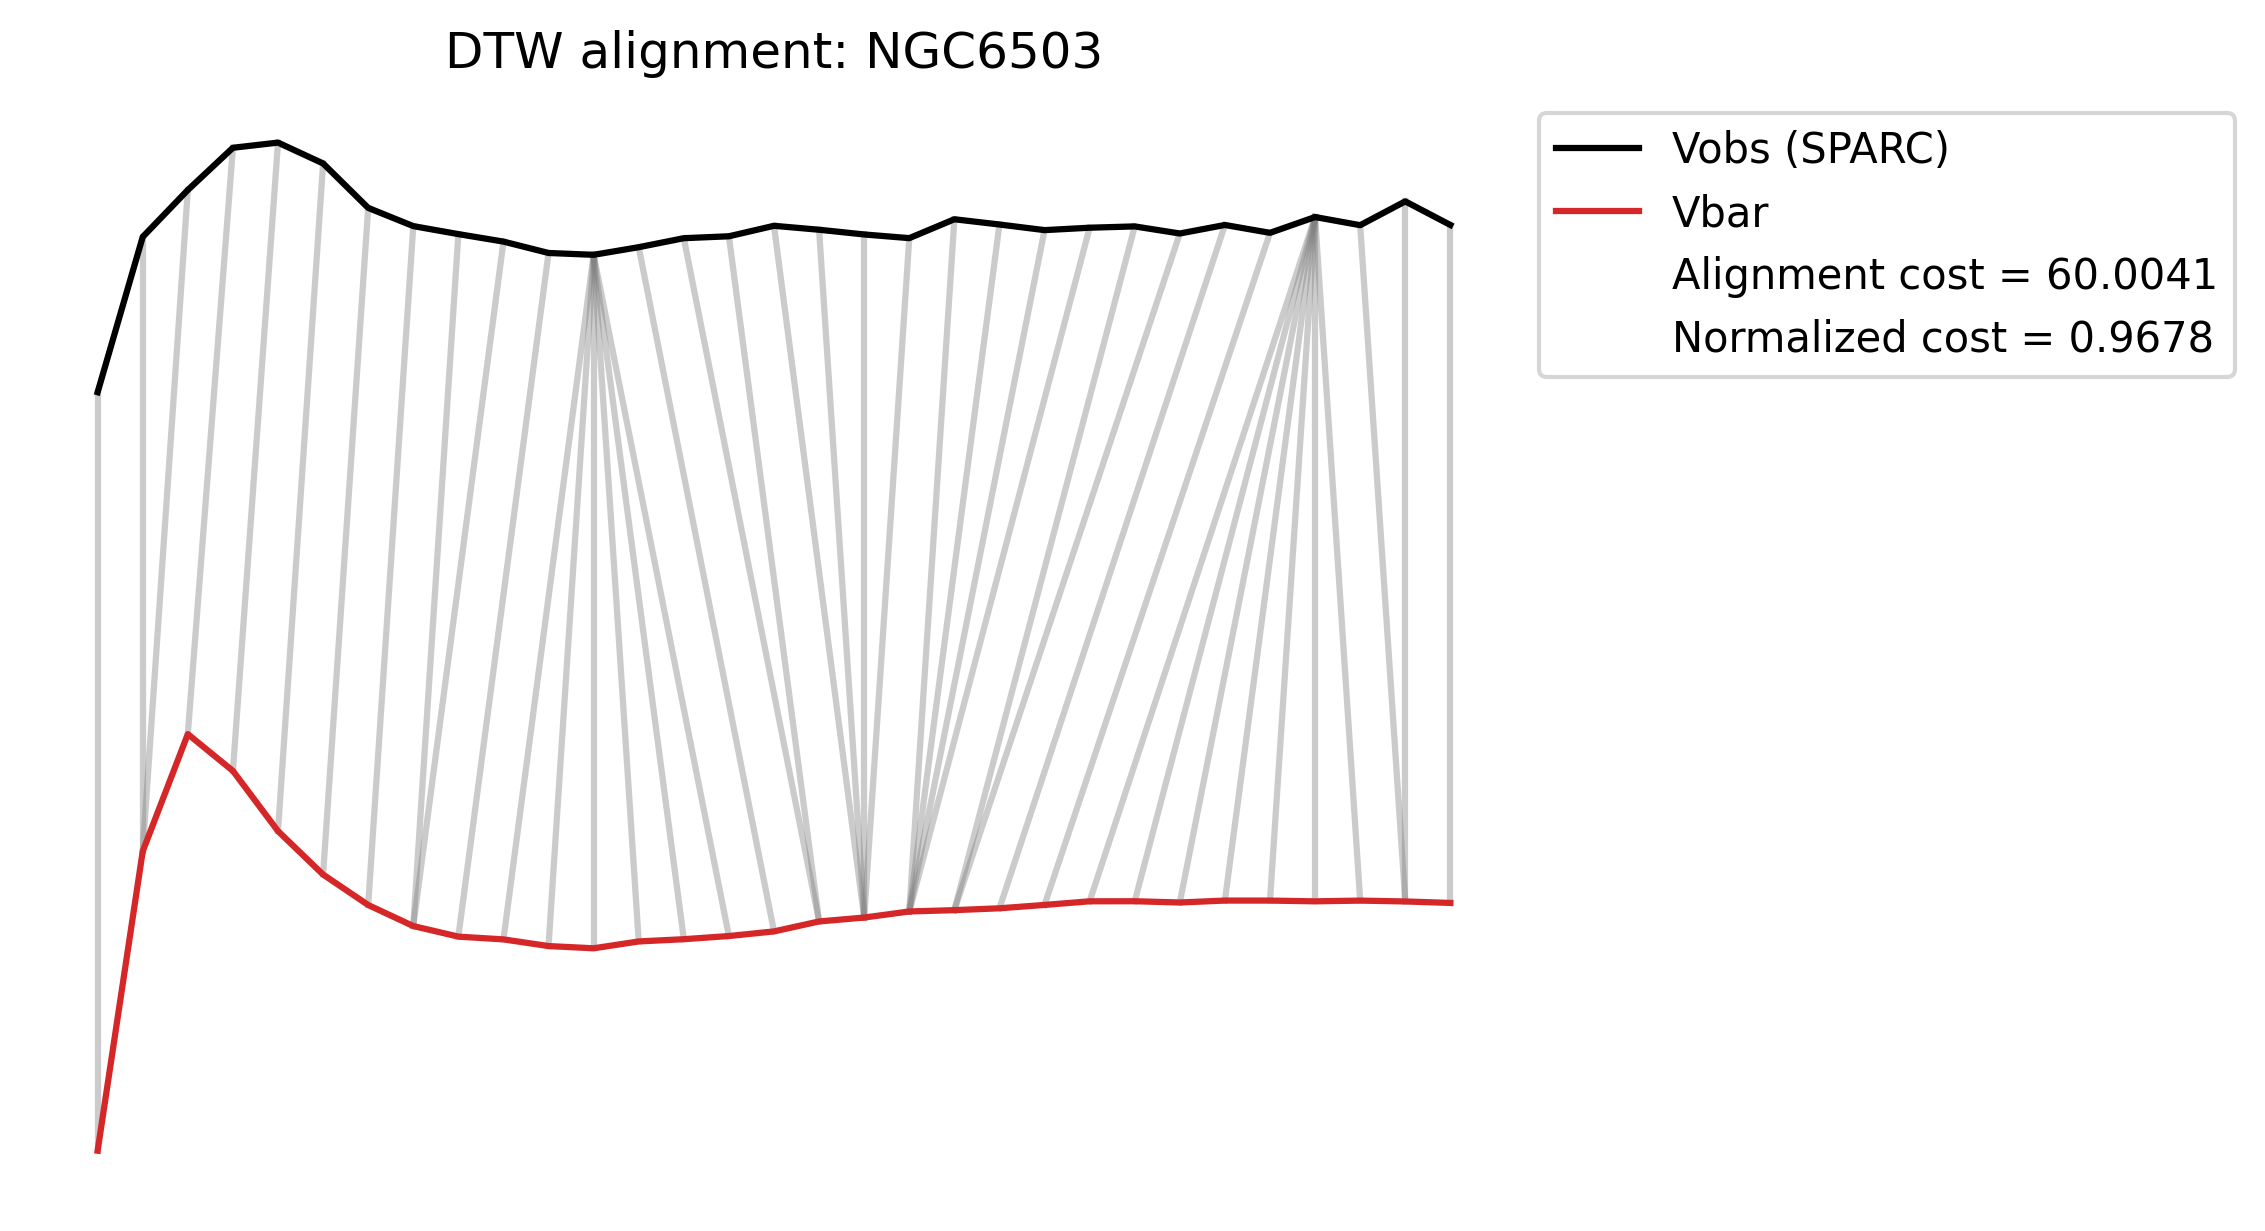 DTW alignment: NGC6503
Vobs (SPARC)
Vbar
Alignment cost = 60.0041
Normalized cost = 0.9678